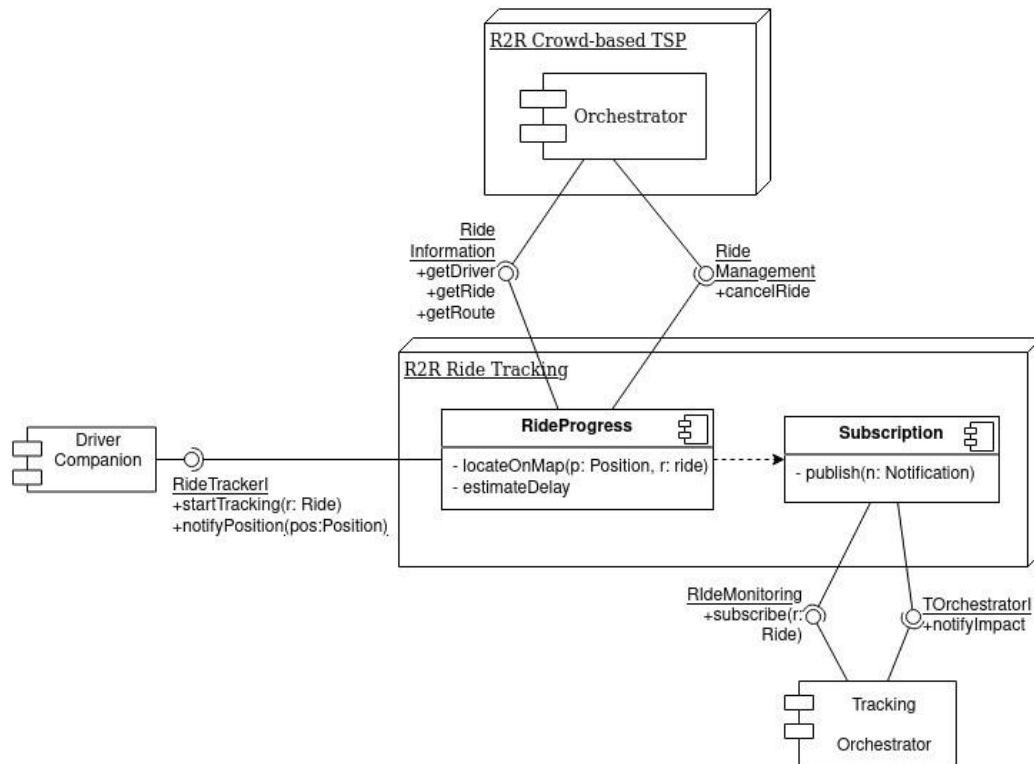 R2R Crowd-based TSP
Orchestrator
Ride
Information
+getDriver
+getRide
+getRoute
Ride
Management
+cancelRide
R2R Ride Tracking
Driver
Companion
RideTrackerI
+startTracking(r: Ride)
+notifyPosition(pos:Position)
RideProgress
- locateOnMap(p: Position, r: ride)
- estimateDelay
Subscription
- publish(n: Notification)
RIdeMonitoring
+subscribe(r:
Ride)
TOrchestratorI
+notifyImpact
Tracking
Orchestrator